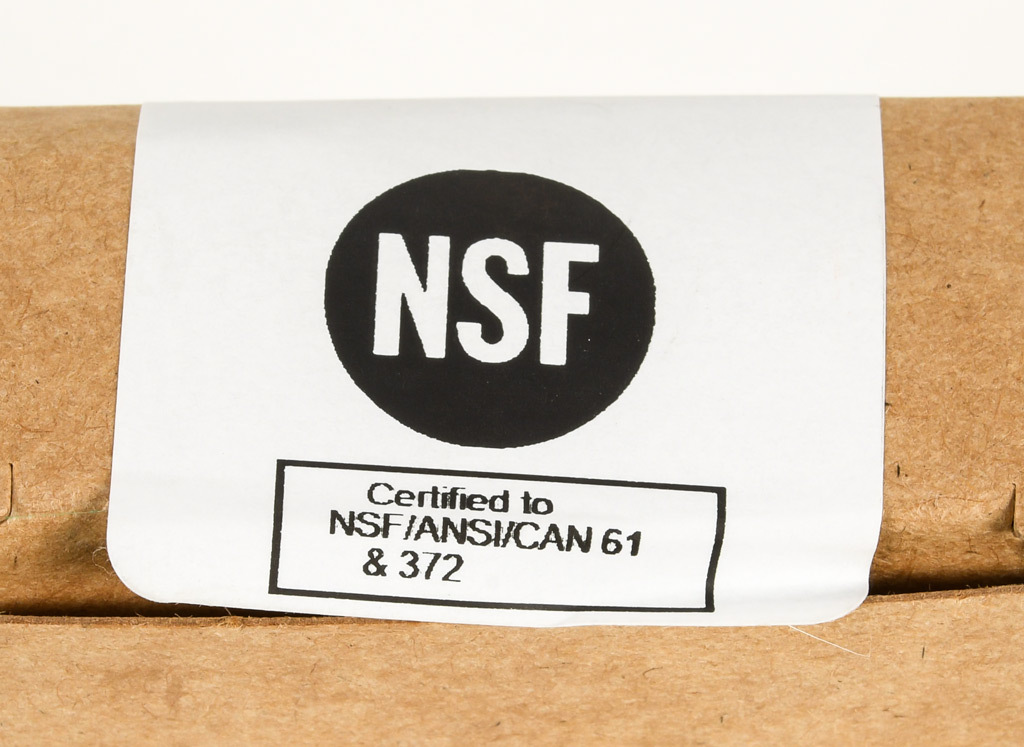 NSF
Certified to
NSF/ANSI/CAN 61
& 372